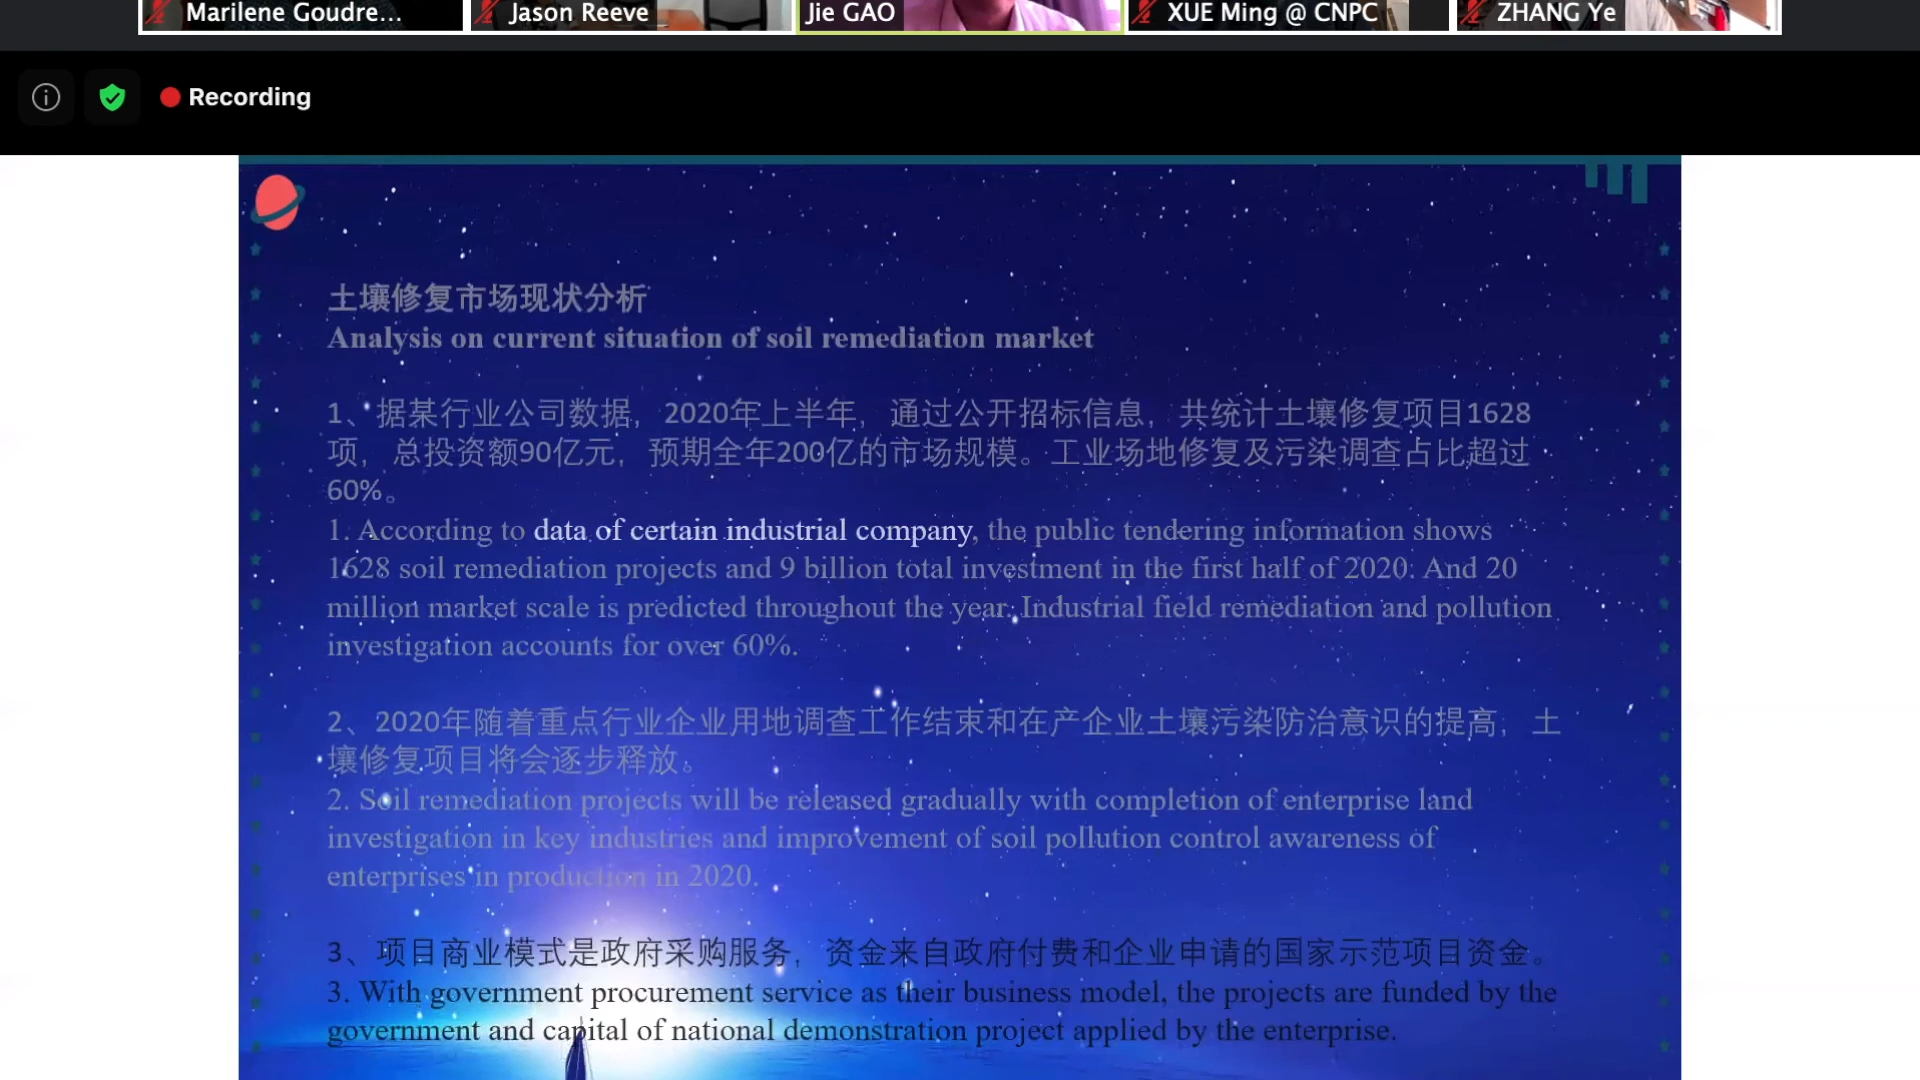 Marilene Goudre...
Jason Reeve
Jie GAO
XUE Ming @ CNPC
ZHANG Ye
Recording
土壤修复市场现状分析
Analysis on current situation of soil remediation market
1、据某行业公司数据，2020年上半年，通过公开招标信息，共统计土壤修复项目1628
项，总投资额90亿元，预期全年200亿的市场规模。工业场地修复及污染调查占比超过
60%。
1. According to data of certain industrial company, the public tendering information shows
1628 soil remediation projects and 9 billion total investment in the first half of 2020. And 20
million market scale is predicted throughout the year. Industrial field remediation and pollution
investigation accounts for over 60%.
2、2020年随着重点行业企业用地调查工作结束和在产企业土壤污染防治意识的提高，土
壤修复项目将会逐步释放。
2. Soil remediation projects will be released gradually with completion of enterprise land
investigation in key industries and improvement of soil pollution control awareness of
enterprises in production in 2020.
3、项目商业模式是政府采购服务，资金来自政府付费和企业申请的国家示范项目资金。
3. With government procurement service as their business model, the projects are funded by the
government and capital of national demonstration project applied by the enterprise.